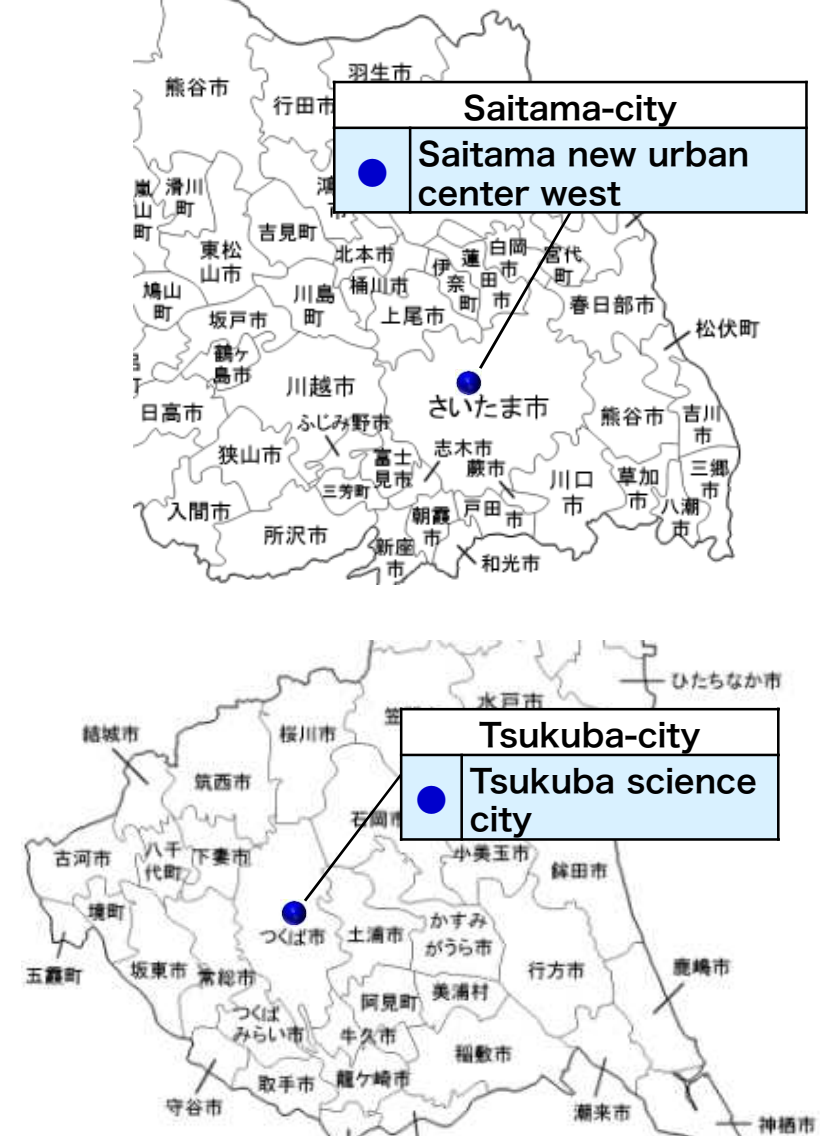 羽生市
熊谷市
行田市
Saitama-city
Saitama new urban
center west
滑川
町
嵐
山
町
吉見町
東松
山市
北本市
伊
奈
町
蓮
田
市
白岡
市
宮代
町
鳩山
町
川島
町
桶川市
上尾市
春日部市
坂戸市
松伏町
鶴ヶ
島市
川越市
さいたま市
日高市
ふじみ野市
熊谷市
吉川
市
狭山市
富士
見市
志木市
蕨市
川口
市
草加
市
三郷
市
三芳町
入間市
朝霞
市
戸田
市
八潮
市
所沢市
新座
市
和光市
ひたちなか市
水戸市
結城市
桜川市
Tsukuba-city
筑西市
Tsukuba science
city
石岡市
古河市
八千
代町
下妻市
小美玉市
鉾田市
境町
つくば市
土浦市
かすみ
がうら市
五霞町
坂東市
常総市
行方市
鹿嶋市
阿見町
美浦村
つくば
みらい市
牛久市
稲敷市
取手市
龍ケ崎市
守谷市
潮来市
神栖市